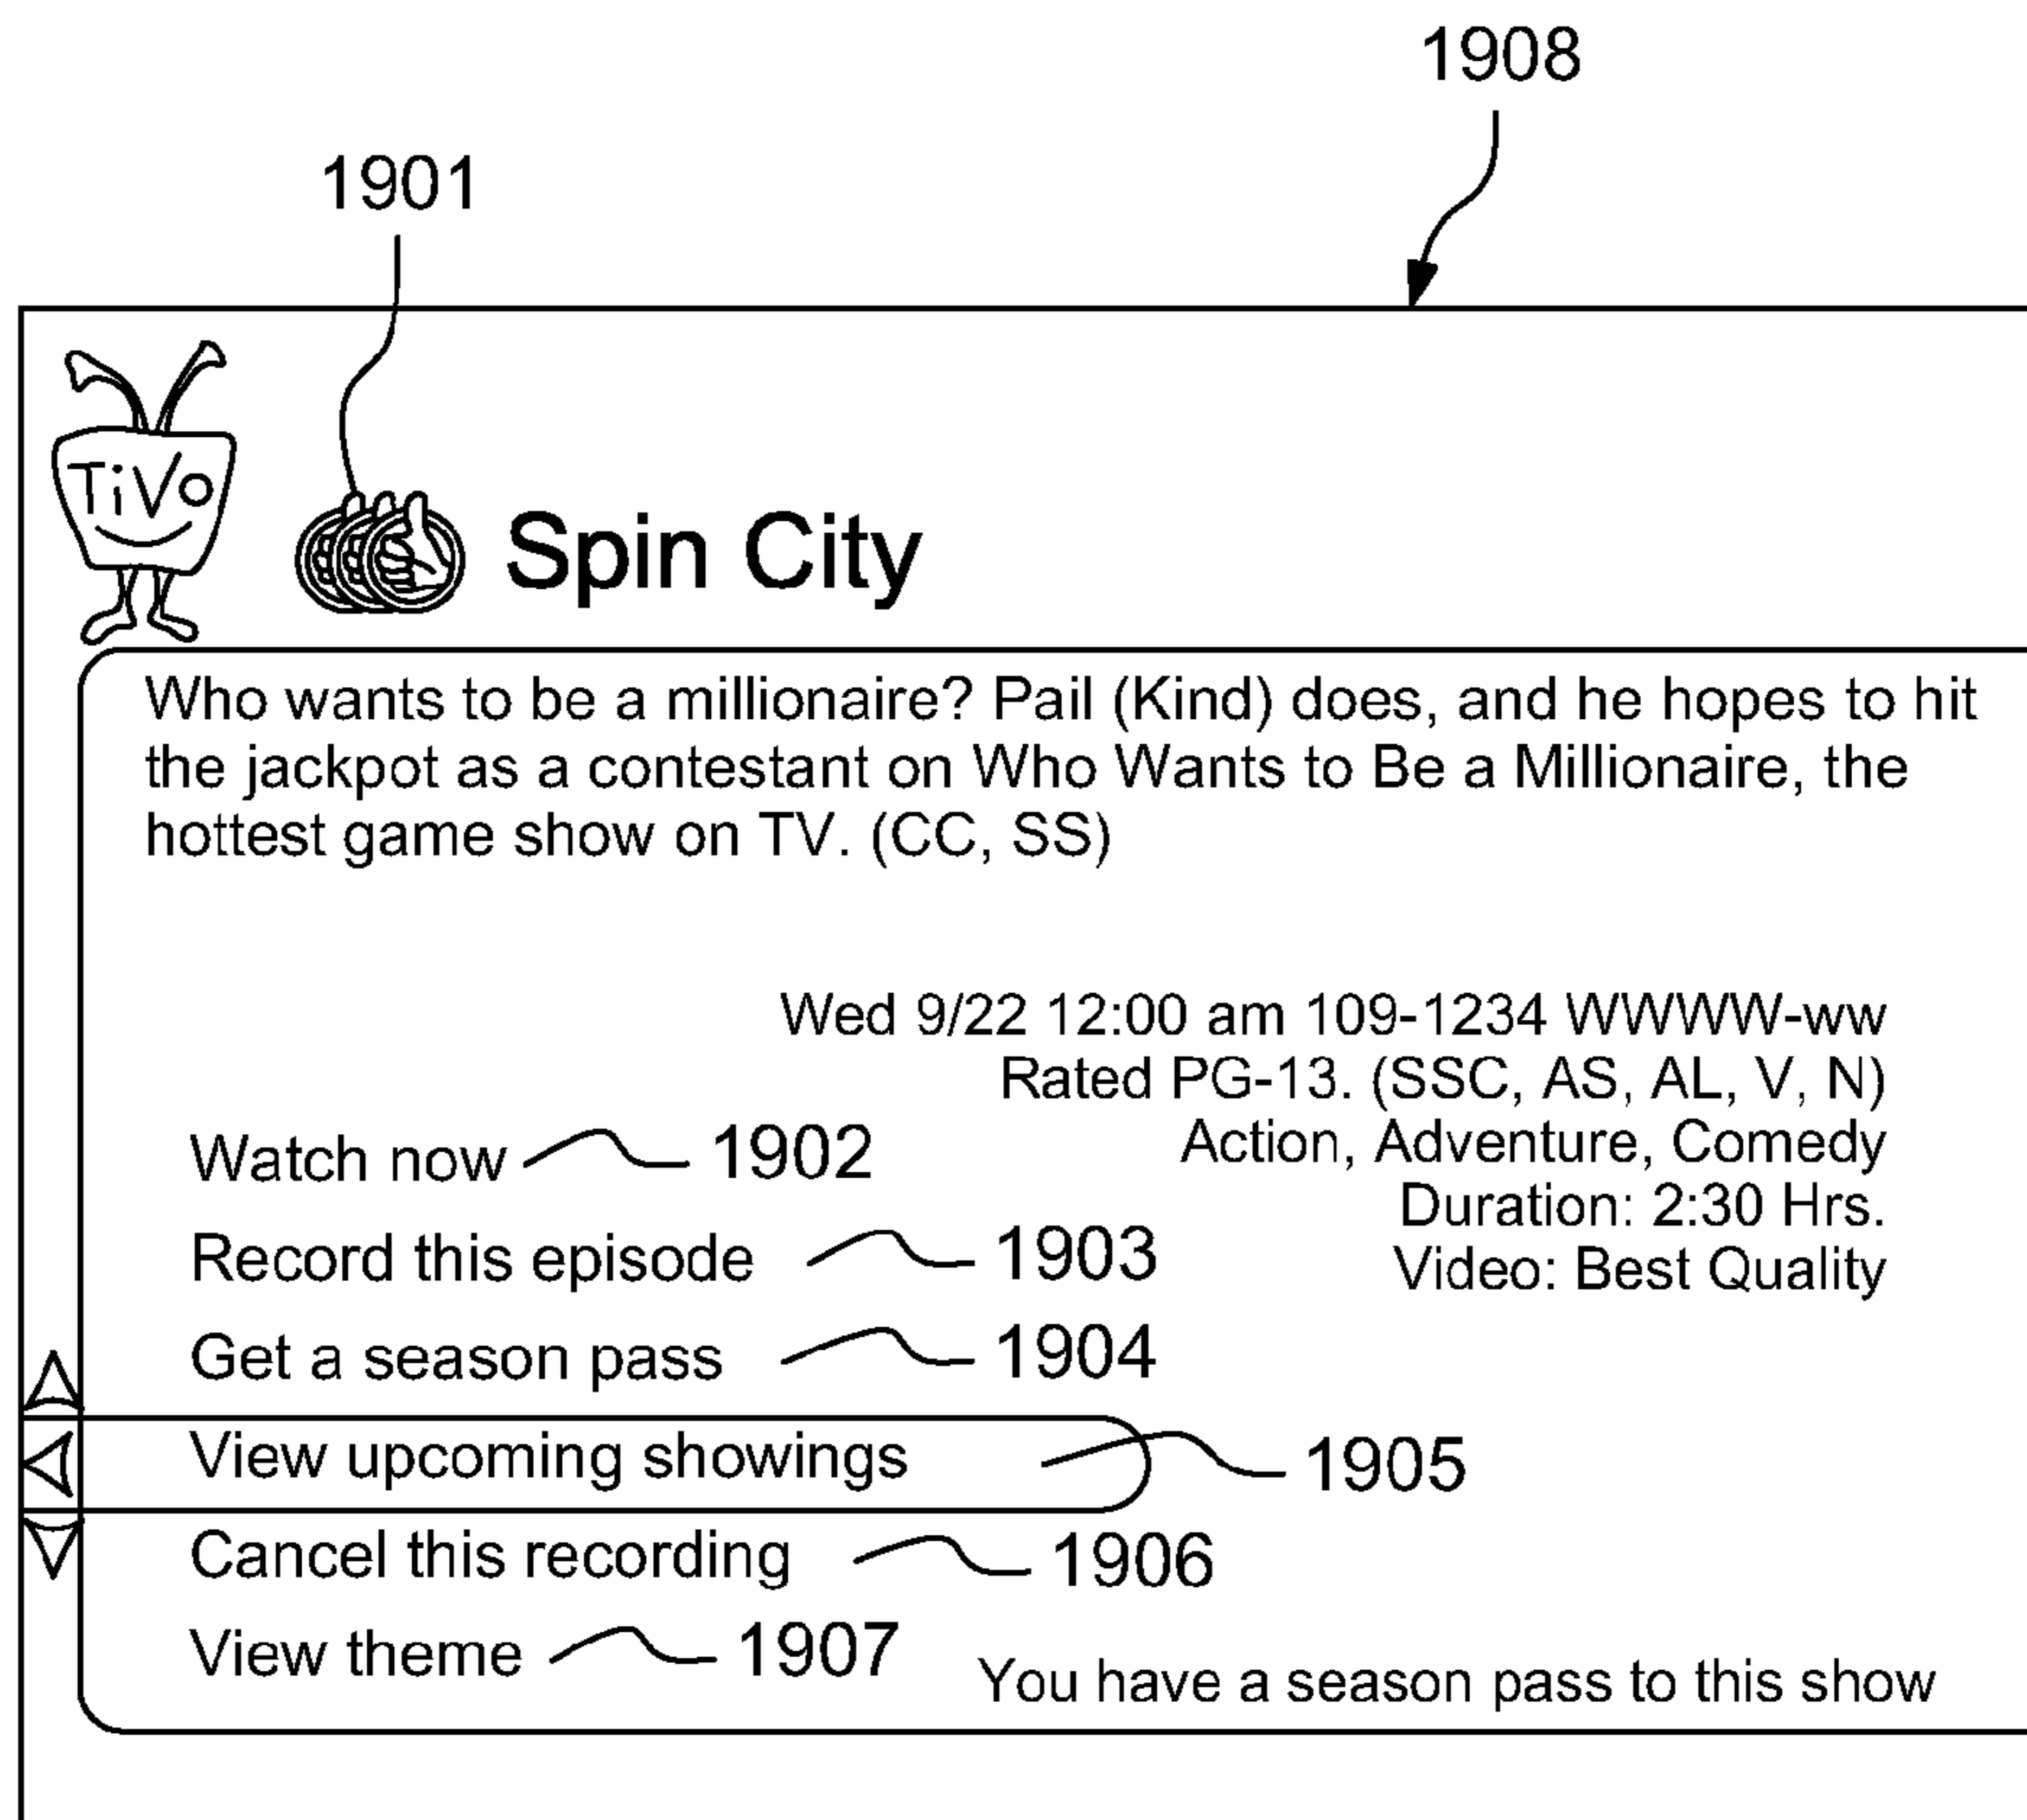 1908
1901
TiVo
Spin City
Who wants to be a millionaire? Pail (Kind) does, and he hopes to hit
the jackpot as a contestant on Who Wants to Be a Millionaire, the
hottest game show on TV. (CC, SS)
Wed 9/22 12:00 am 109-1234 WWWW-ww
Rated PG-13. (SSC, AS, AL, V, N)
Action, Adventure, Comedy
Duration: 2:30 Hrs.
Video: Best Quality
Watch now 1902
Record this episode 1903
Get a season pass 1904
View upcoming showings 1905
Cancel this recording 1906
View theme 1907
You have a season pass to this show